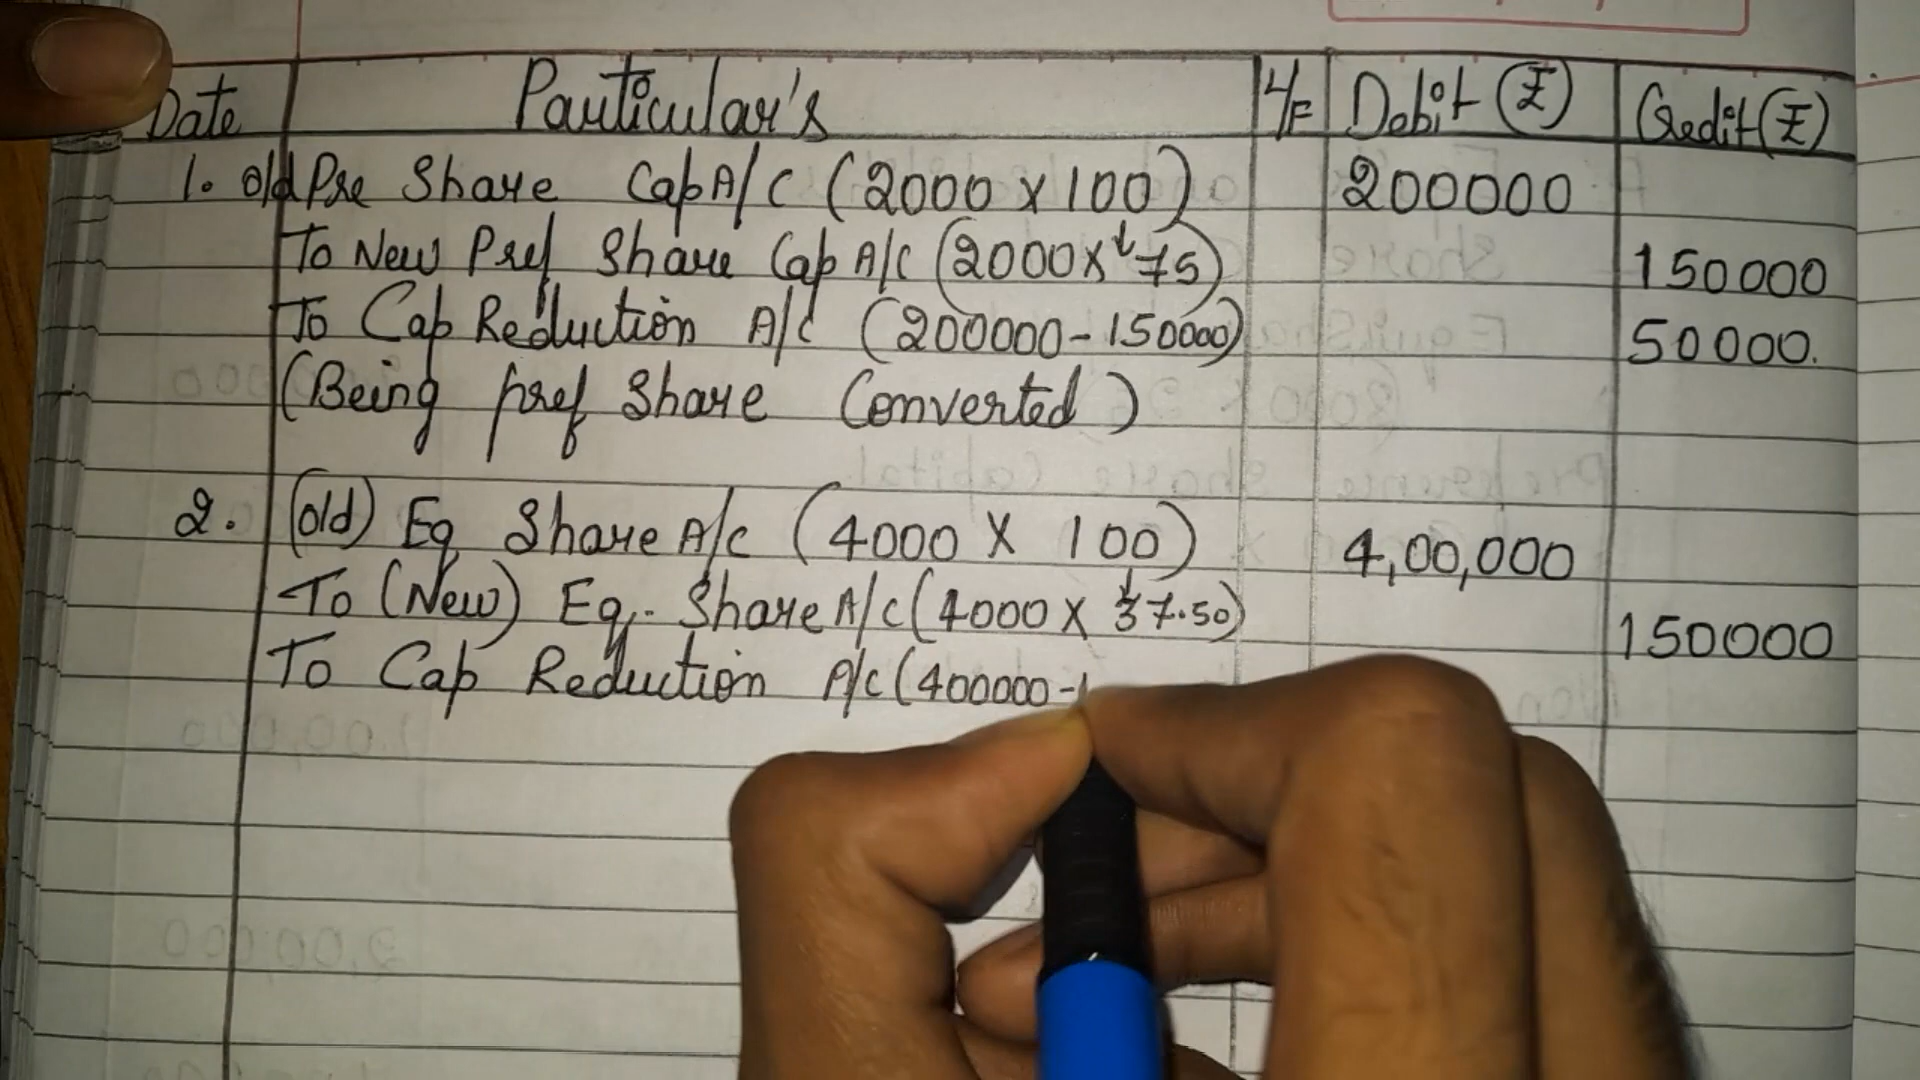 Date Particular's L/F Debit (₹) Credit (₹)
1. old Pre Share Cap A/C (2000 x 100) 200000
To New Pref Share Cap A/C (2000 x 75) 150000
To Cap Reduction A/C (200000-150000) 50000.
(Being pref Share Converted)
2. (old) Eq Share A/c (4000 X 100) 4,00,000
To (New) Eq. Share A/c (4000 x 37.50) 150000
To Cap Reduction A/c (400000-1